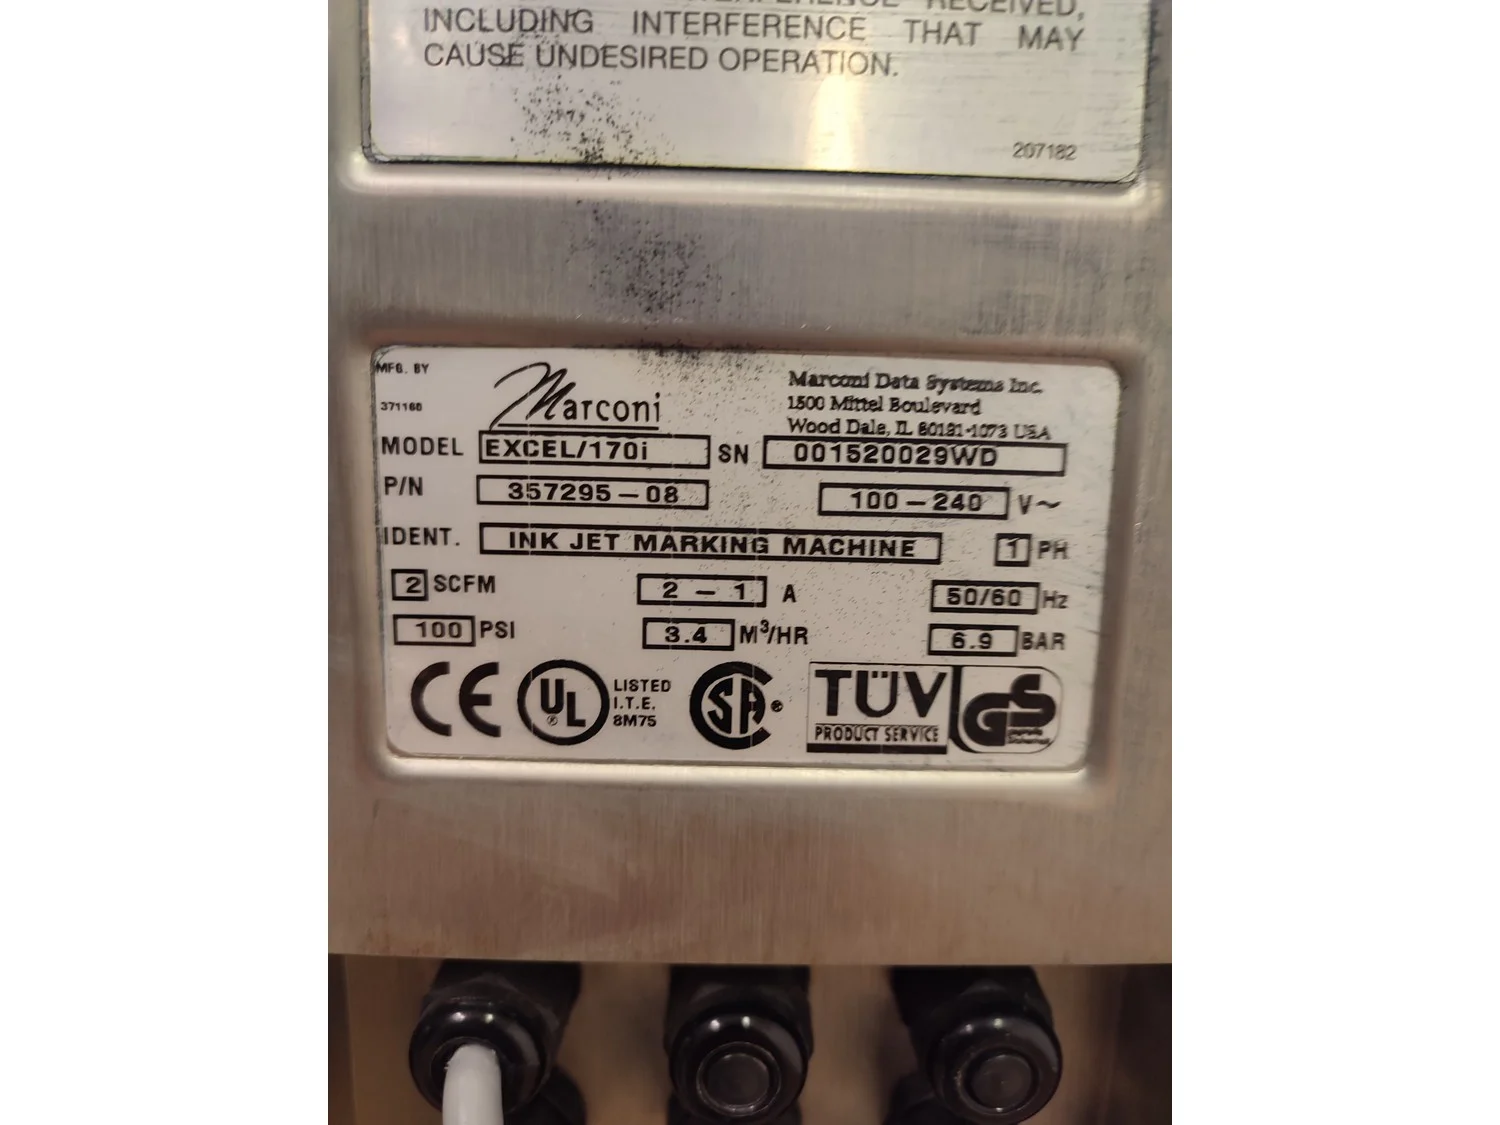 RECEIVED,
INCLUDING INTERFERENCE THAT MAY
CAUSE UNDESIRED OPERATION.
207182
MFG. BY
371160
Marconi
Marconi Data Systems Inc.
1500 Mittel Boulevard
Wood Dale, IL 60191-1073 USA
MODEL EXCEL/170i SN 001520029WD
P/N 357295-08 100-240 V~
IDENT. INK JET MARKING MACHINE 1 PH
2 SCFM 2-1 A 50/60 Hz
100 PSI 3.4 M³/HR 6.9 BAR
CE UL ® LISTED
I.T.E.
8M75
SA ®
TÜV
PRODUCT SERVICE
GS
geprüfte
Sicherheit